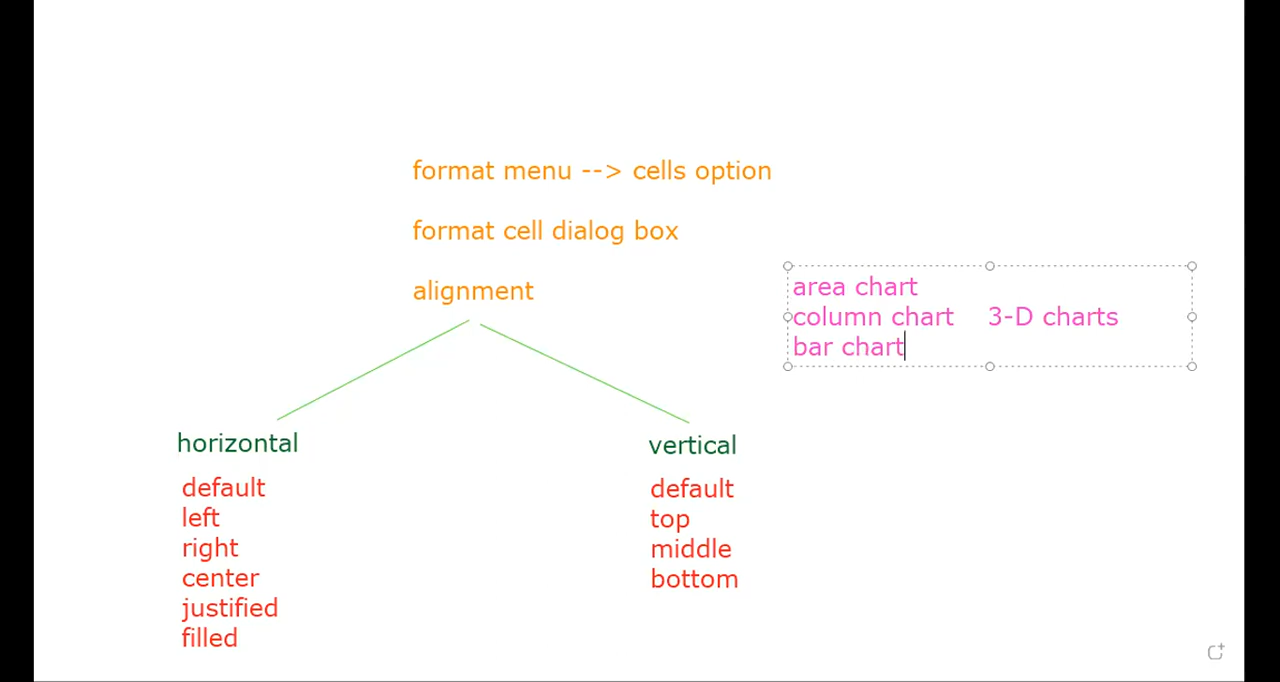 format menu --> cells option
format cell dialog box
alignment
area chart
column chart    3-D charts
bar chart
horizontal
default
left
right
center
justified
filled
vertical
default
top
middle
bottom